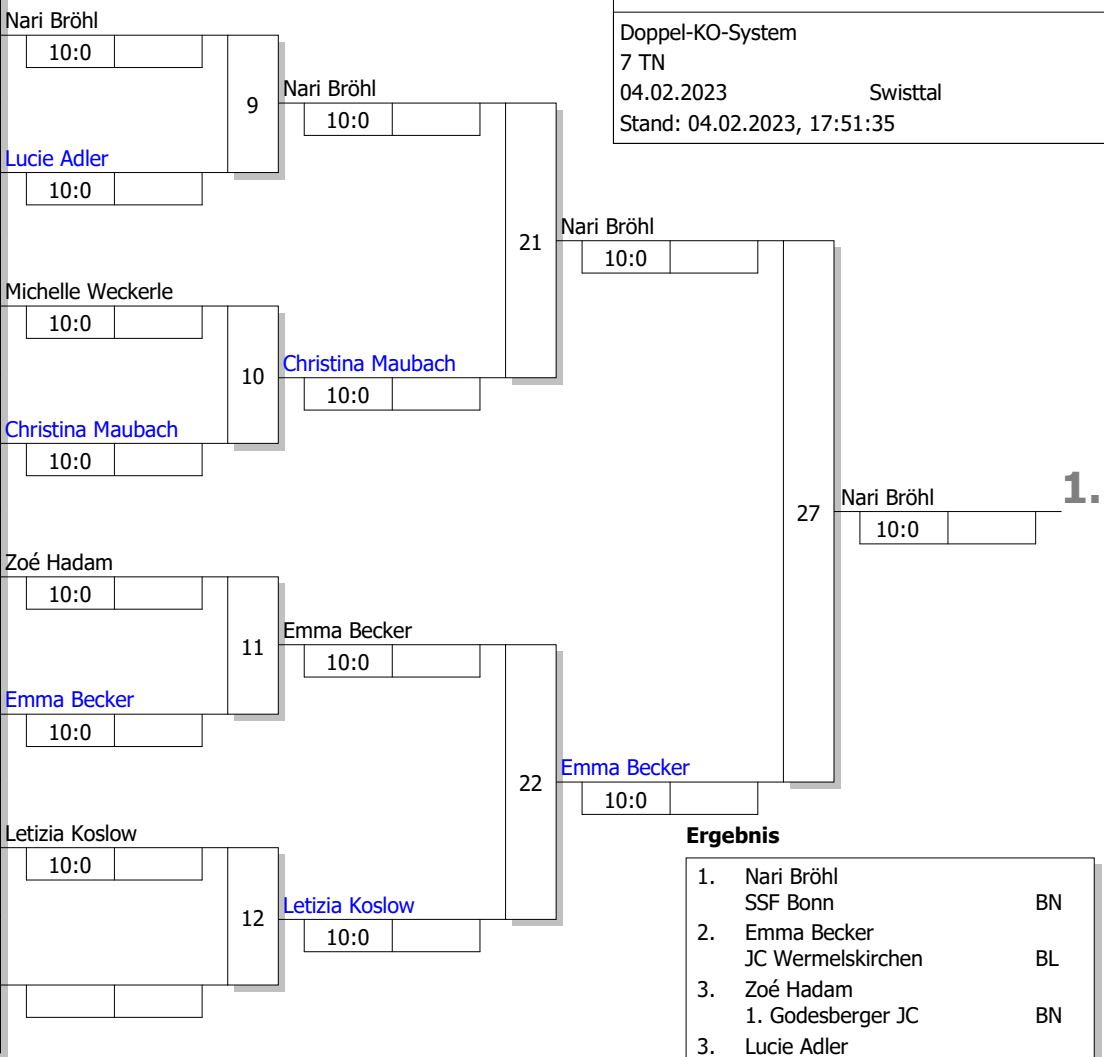 Nari Bröhl
10:0
9
Lucie Adler
10:0
Nari Bröhl
10:0
Michelle Weckerle
10:0
10
Christina Maubach
10:0
Christina Maubach
10:0
21
Nari Bröhl
10:0
Zoé Hadam
10:0
11
Emma Becker
10:0
Emma Becker
10:0
Letizia Koslow
10:0
12
Letizia Koslow
10:0
22
Emma Becker
10:0
27
Nari Bröhl
10:0
1.
Doppel-KO-System
7 TN
04.02.2023 Swisttal
Stand: 04.02.2023, 17:51:35
Ergebnis
1. Nari Bröhl
SSF Bonn BN
2. Emma Becker
JC Wermelskirchen BL
3. Zoé Hadam
1. Godesberger JC BN
3. Lucie Adler